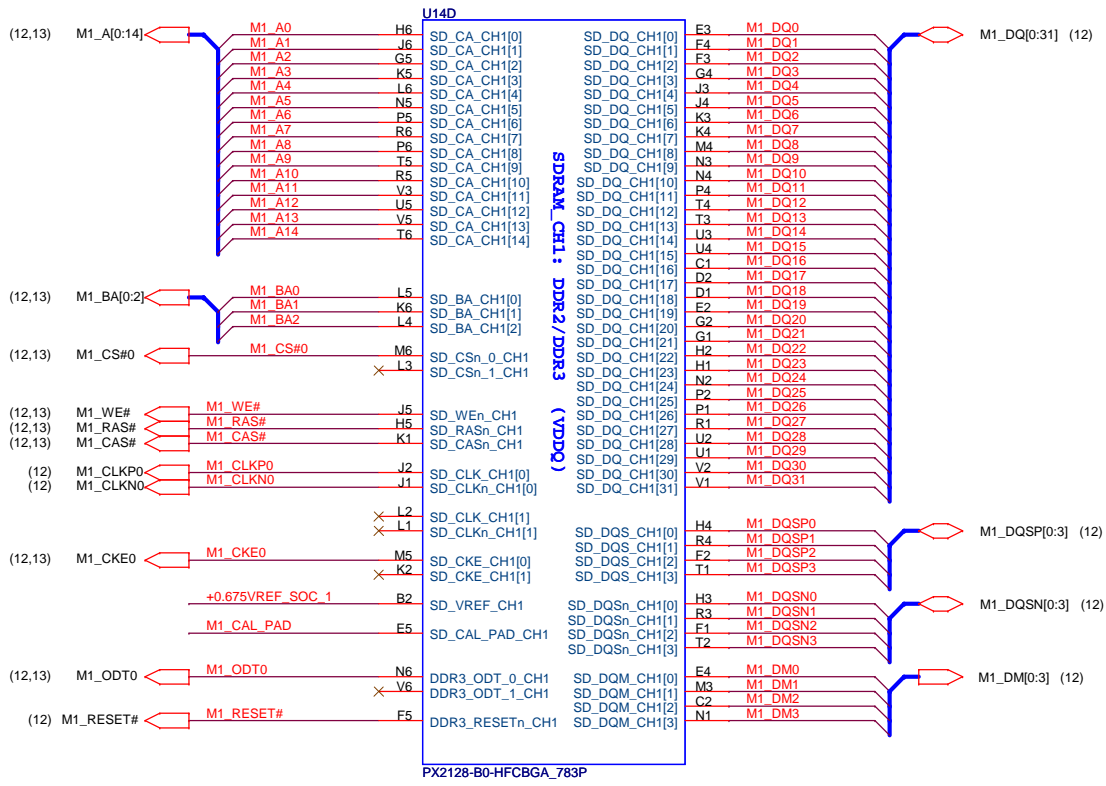 U14D
(12,13) M1_A[0:14] M1_A0 H6 SD_CA_CH1[0] SD_DQ_CH1[0] E3 M1_DQ0 M1_DQ[0:31] (12)
M1_A1 J6 SD_CA_CH1[1] SD_DQ_CH1[1] F4 M1_DQ1
M1_A2 G5 SD_CA_CH1[2] SD_DQ_CH1[2] F3 M1_DQ2
M1_A3 K5 SD_CA_CH1[3] SD_DQ_CH1[3] G4 M1_DQ3
M1_A4 L6 SD_CA_CH1[4] SD_DQ_CH1[4] J3 M1_DQ4
M1_A5 N5 SD_CA_CH1[5] SD_DQ_CH1[5] J4 M1_DQ5
M1_A6 P5 SD_CA_CH1[6] SD_DQ_CH1[6] K3 M1_DQ6
M1_A7 R6 SD_CA_CH1[7] SD_DQ_CH1[7] K4 M1_DQ7
M1_A8 P6 SD_CA_CH1[8] SD_DQ_CH1[8] M4 M1_DQ8
M1_A9 T5 SD_CA_CH1[9] SD_DQ_CH1[9] N3 M1_DQ9
M1_A10 R5 SD_CA_CH1[10] SD_DQ_CH1[10] N4 M1_DQ10
M1_A11 V3 SD_CA_CH1[11] SD_DQ_CH1[11] P4 M1_DQ11
M1_A12 U5 SD_CA_CH1[12] SD_DQ_CH1[12] T4 M1_DQ12
M1_A13 V5 SD_CA_CH1[13] SD_DQ_CH1[13] T3 M1_DQ13
M1_A14 T6 SD_CA_CH1[14] SD_DQ_CH1[14] U3 M1_DQ14
SD_DQ_CH1[15] U4 M1_DQ15
SD_DQ_CH1[16] C1 M1_DQ16
SD_DQ_CH1[17] D2 M1_DQ17
(12,13) M1_BA[0:2] M1_BA0 L5 SD_BA_CH1[0] SD_DQ_CH1[18] D1 M1_DQ18
M1_BA1 K6 SD_BA_CH1[1] SD_DQ_CH1[19] E2 M1_DQ19
M1_BA2 L4 SD_BA_CH1[2] SD_DQ_CH1[20] G2 M1_DQ20
SD_DQ_CH1[21] G1 M1_DQ21
(12,13) M1_CS#0 M1_CS#0 M6 SD_CSn_0_CH1 SD_DQ_CH1[22] H2 M1_DQ22
L3 SD_CSn_1_CH1 SD_DQ_CH1[23] H1 M1_DQ23
SD_DQ_CH1[24] N2 M1_DQ24
SD_DQ_CH1[25] P2 M1_DQ25
(12,13) M1_WE# M1_WE# J5 SD_WEn_CH1 SD_DQ_CH1[26] P1 M1_DQ26
(12,13) M1_RAS# M1_RAS# H5 SD_RASn_CH1 SD_DQ_CH1[27] R1 M1_DQ27
(12,13) M1_CAS# M1_CAS# K1 SD_CASn_CH1 SD_DQ_CH1[28] U2 M1_DQ28
SD_DQ_CH1[29] U1 M1_DQ29
(12) M1_CLKP0 M1_CLKP0 J2 SD_CLK_CH1[0] SD_DQ_CH1[30] V2 M1_DQ30
(12) M1_CLKN0 M1_CLKN0 J1 SD_CLKn_CH1[0] SD_DQ_CH1[31] V1 M1_DQ31
SDRAM_CH1: DDR2/DDR3 (VDDQ)
L2 SD_CLK_CH1[1]
L1 SD_CLKn_CH1[1] SD_DQS_CH1[0] H4 M1_DQSP0 M1_DQSP[0:3] (12)
SD_DQS_CH1[1] R4 M1_DQSP1
(12,13) M1_CKE0 M1_CKE0 M5 SD_CKE_CH1[0] SD_DQS_CH1[2] F2 M1_DQSP2
K2 SD_CKE_CH1[1] SD_DQS_CH1[3] T1 M1_DQSP3
+0.675VREF_SOC_1 B2 SD_VREF_CH1 SD_DQSn_CH1[0] H3 M1_DQSN0 M1_DQSN[0:3] (12)
SD_DQSn_CH1[1] R3 M1_DQSN1
M1_CAL_PAD E5 SD_CAL_PAD_CH1 SD_DQSn_CH1[2] F1 M1_DQSN2
SD_DQSn_CH1[3] T2 M1_DQSN3
(12,13) M1_ODT0 M1_ODT0 N6 DDR3_ODT_0_CH1 SD_DQM_CH1[0] E4 M1_DM0 M1_DM[0:3] (12)
V6 DDR3_ODT_1_CH1 SD_DQM_CH1[1] M3 M1_DM1
SD_DQM_CH1[2] C2 M1_DM2
(12) M1_RESET# M1_RESET# F5 DDR3_RESETn_CH1 SD_DQM_CH1[3] N1 M1_DM3
PX2128-B0-HFCBGA_783P